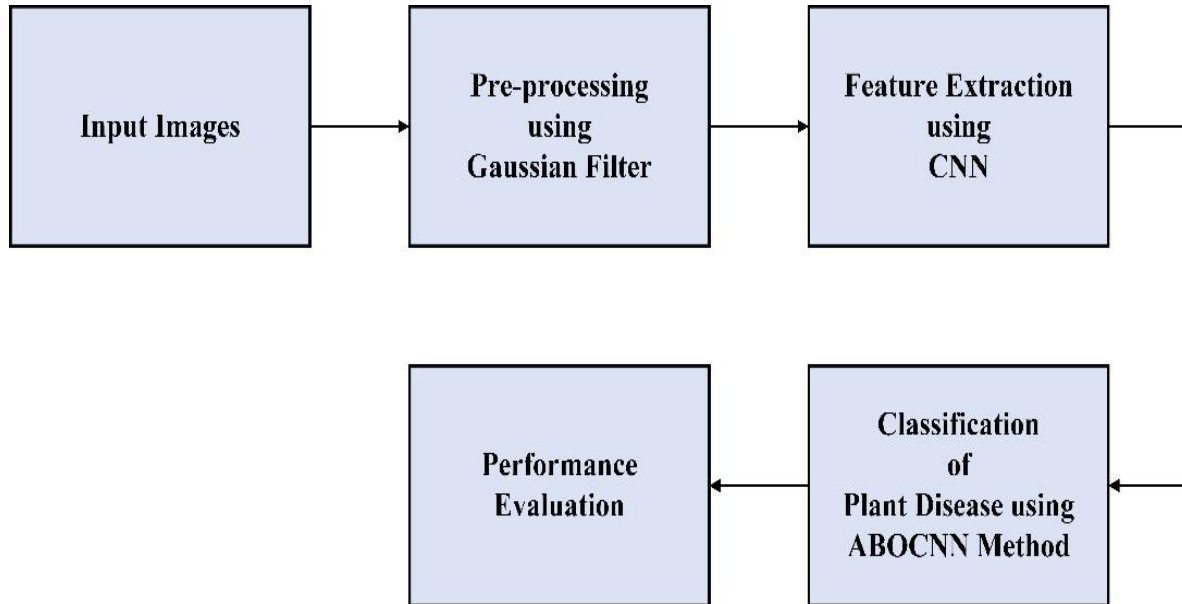 Input Images
Pre-processing
using
Gaussian Filter
Feature Extraction
using
CNN
Classification
of
Plant Disease using
ABOCNN Method
Performance
Evaluation